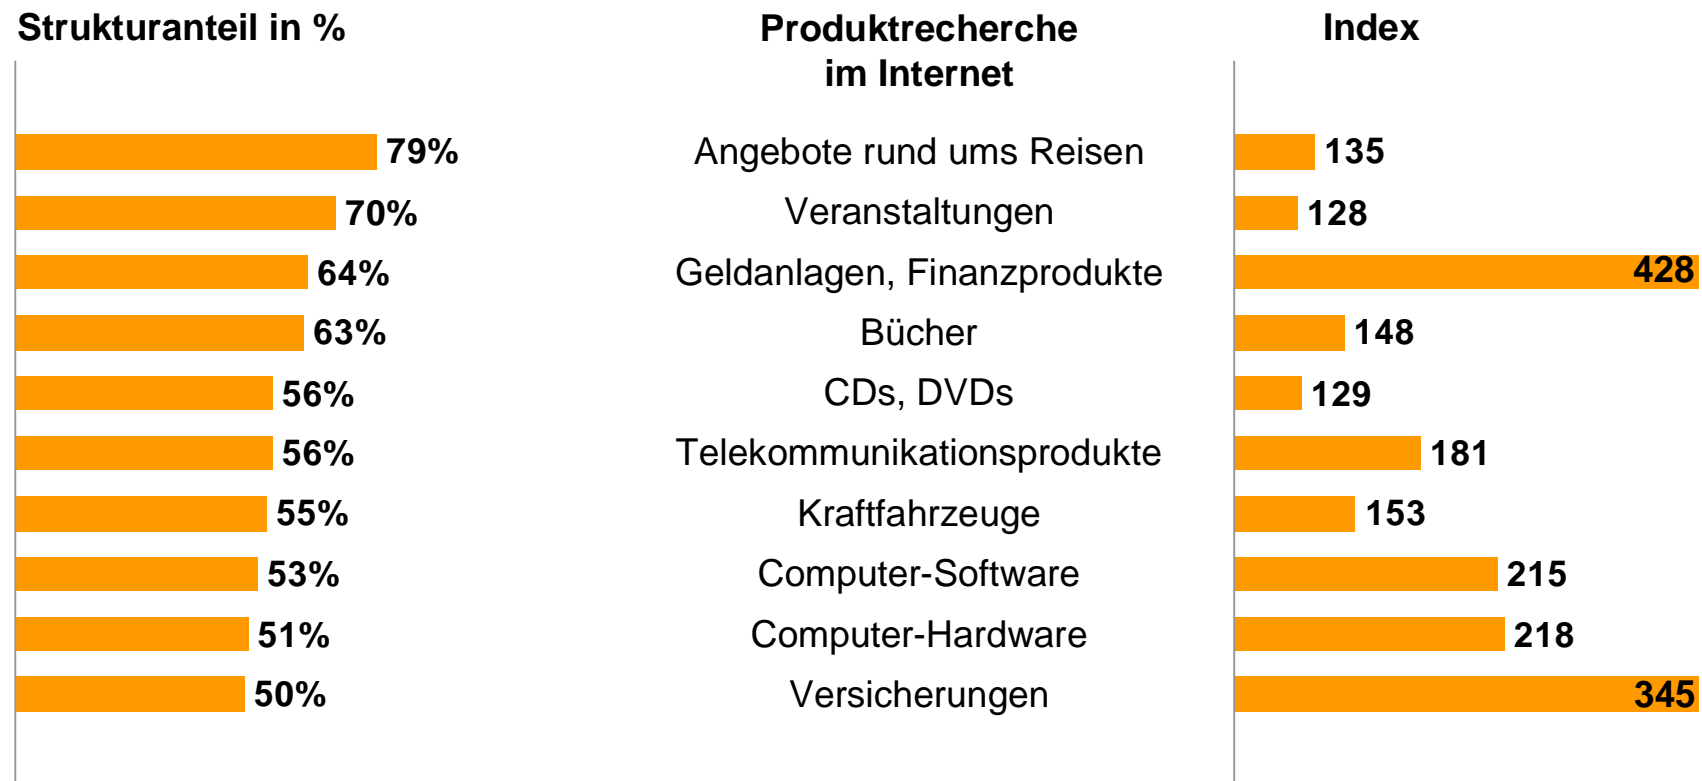 Strukturanteil in %
Produktrecherche
im Internet
Index
79% Angebote rund ums Reisen 135
70% Veranstaltungen 128
64% Geldanlagen, Finanzprodukte 428
63% Bücher 148
56% CDs, DVDs 129
56% Telekommunikationsprodukte 181
55% Kraftfahrzeuge 153
53% Computer-Software 215
51% Computer-Hardware 218
50% Versicherungen 345